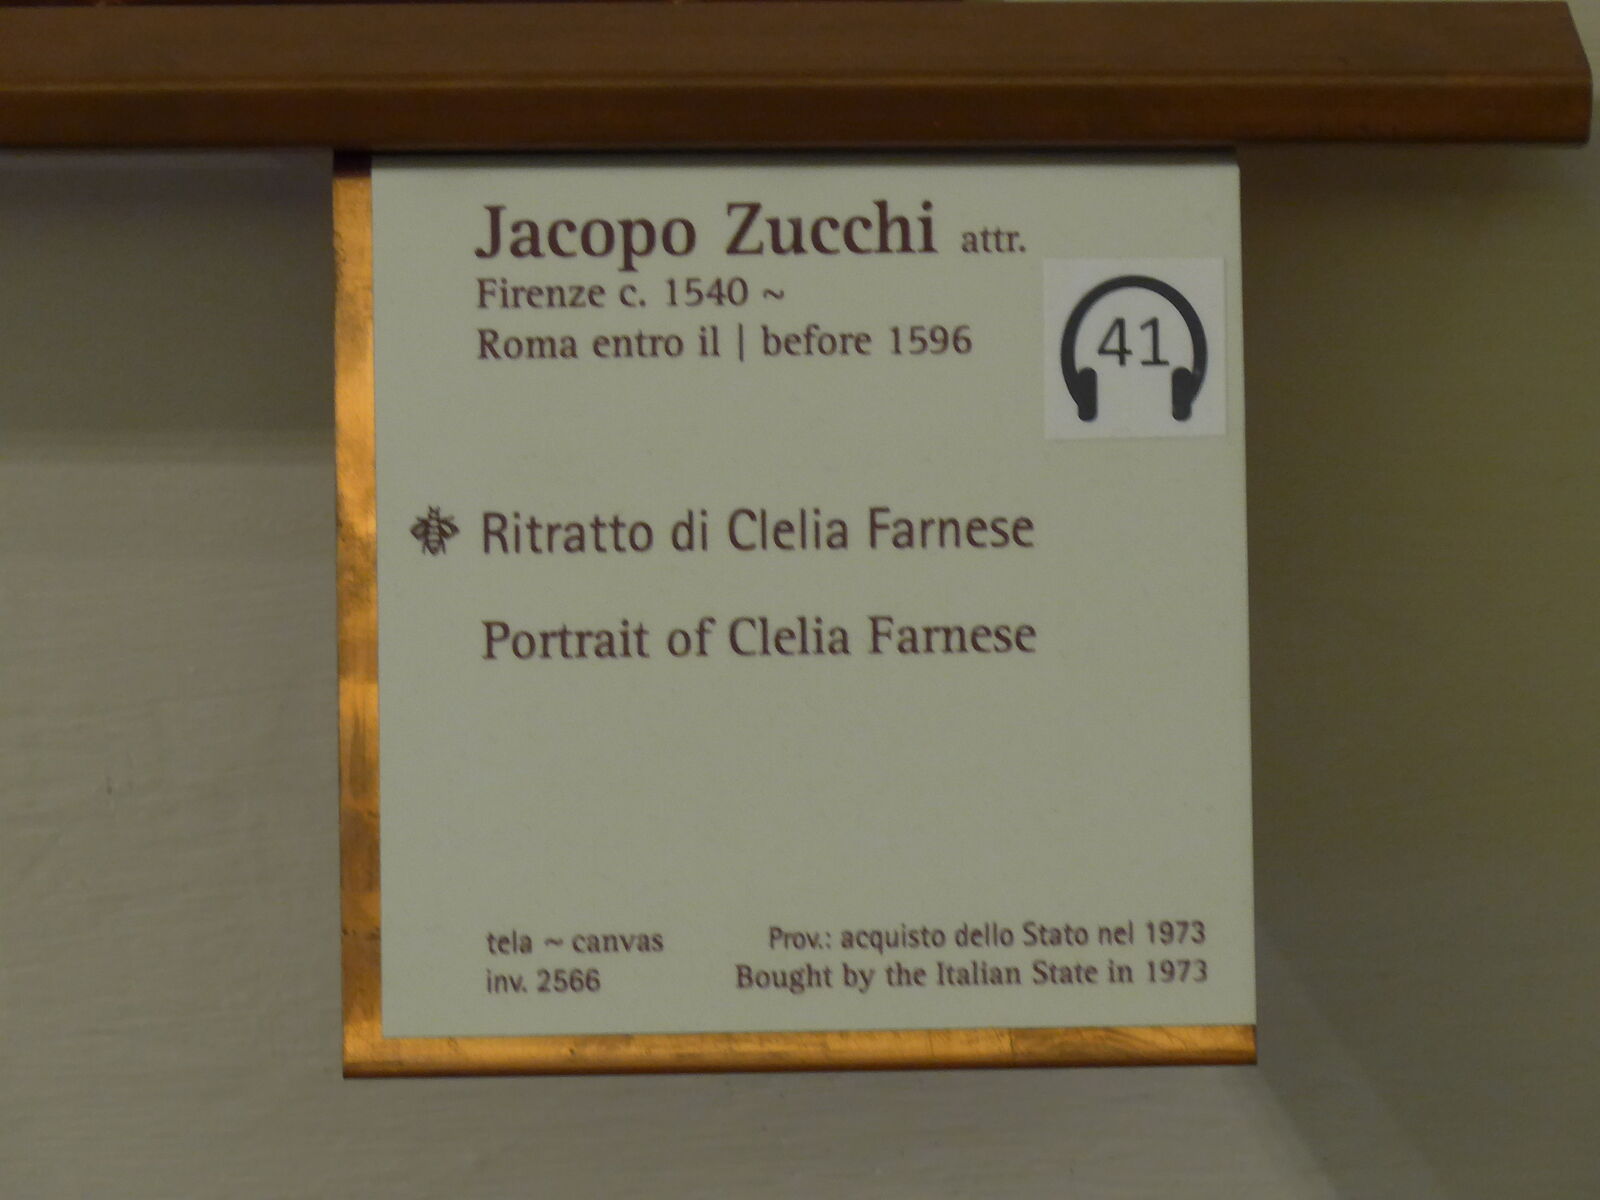 Jacopo Zucchi attr.
Firenze c. 1540 ~
Roma entro il | before 1596
41
Ritratto di Clelia Farnese
Portrait of Clelia Farnese
tela ~ canvas
inv. 2566
Prov.: acquisto dello Stato nel 1973
Bought by the Italian State in 1973